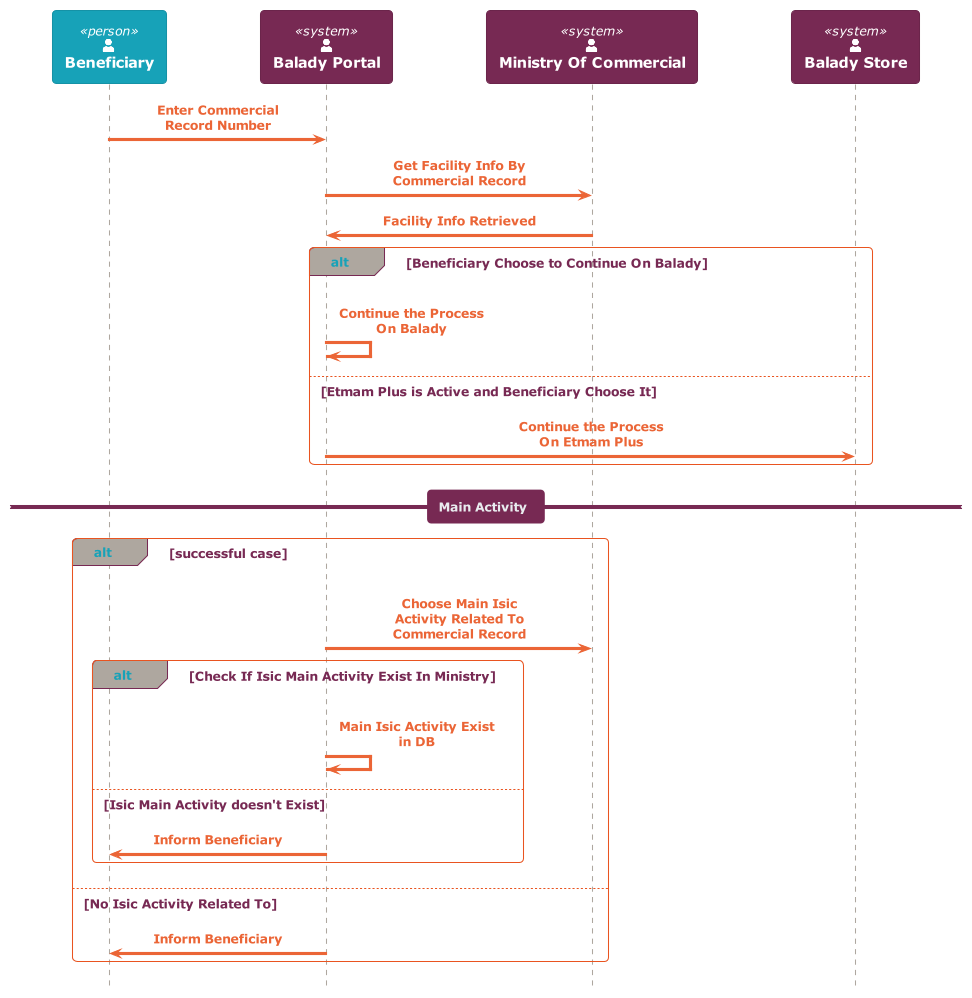 «person»
Beneficiary
«system»
Balady Portal
«system»
Ministry Of Commercial
«system»
Balady Store
Enter Commercial
Record Number
Get Facility Info By
Commercial Record
Facility Info Retrieved
alt
[Beneficiary Choose to Continue On Balady]
Continue the Process
On Balady
[Etmam Plus is Active and Beneficiary Choose It]
Continue the Process
On Etmam Plus
Main Activity
alt
[successful case]
Choose Main Isic
Activity Related To
Commercial Record
alt
[Check If Isic Main Activity Exist In Ministry]
Main Isic Activity Exist
in DB
[Isic Main Activity doesn't Exist]
Inform Beneficiary
[No Isic Activity Related To]
Inform Beneficiary